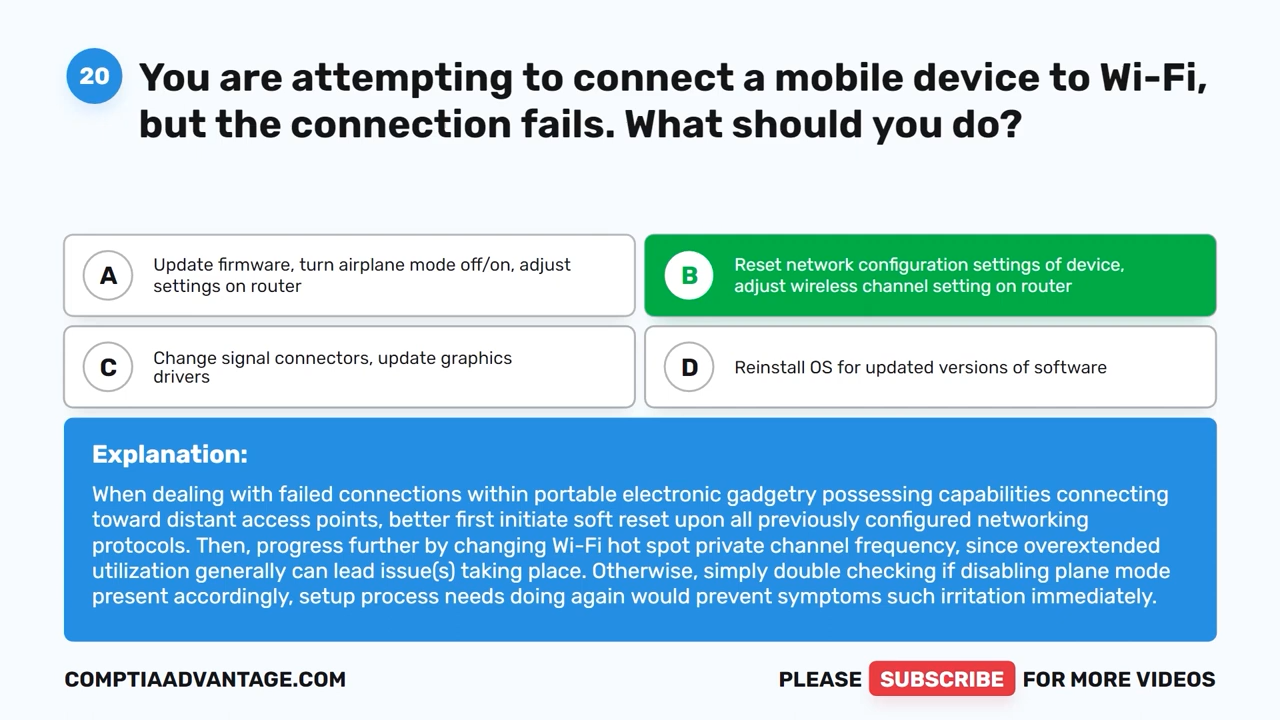 20
You are attempting to connect a mobile device to Wi-Fi,
but the connection fails. What should you do?
A
Update firmware, turn airplane mode off/on, adjust
settings on router
B
Reset network configuration settings of device,
adjust wireless channel setting on router
C
Change signal connectors, update graphics
drivers
D
Reinstall OS for updated versions of software
Explanation:
When dealing with failed connections within portable electronic gadgetry possessing capabilities connecting
toward distant access points, better first initiate soft reset upon all previously configured networking
protocols. Then, progress further by changing Wi-Fi hot spot private channel frequency, since overextended
utilization generally can lead issue(s) taking place. Otherwise, simply double checking if disabling plane mode
present accordingly, setup process needs doing again would prevent symptoms such irritation immediately.
COMPTIAADVANTAGE.COM
PLEASE SUBSCRIBE FOR MORE VIDEOS